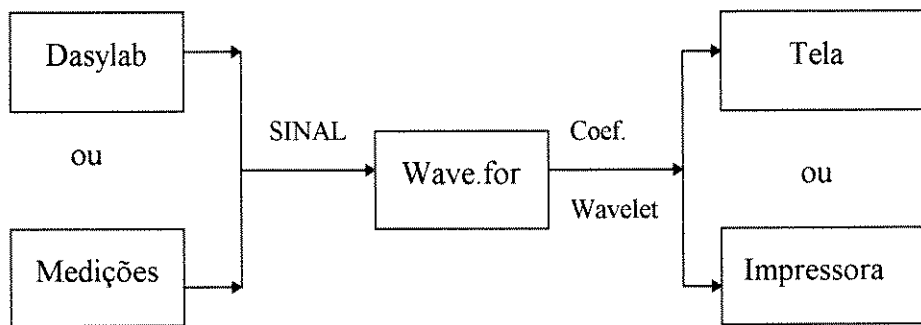 Dasylab
ou
Medições
SINAL
Wave.for
Coef.
Wavelet
Tela
ou
Impressora